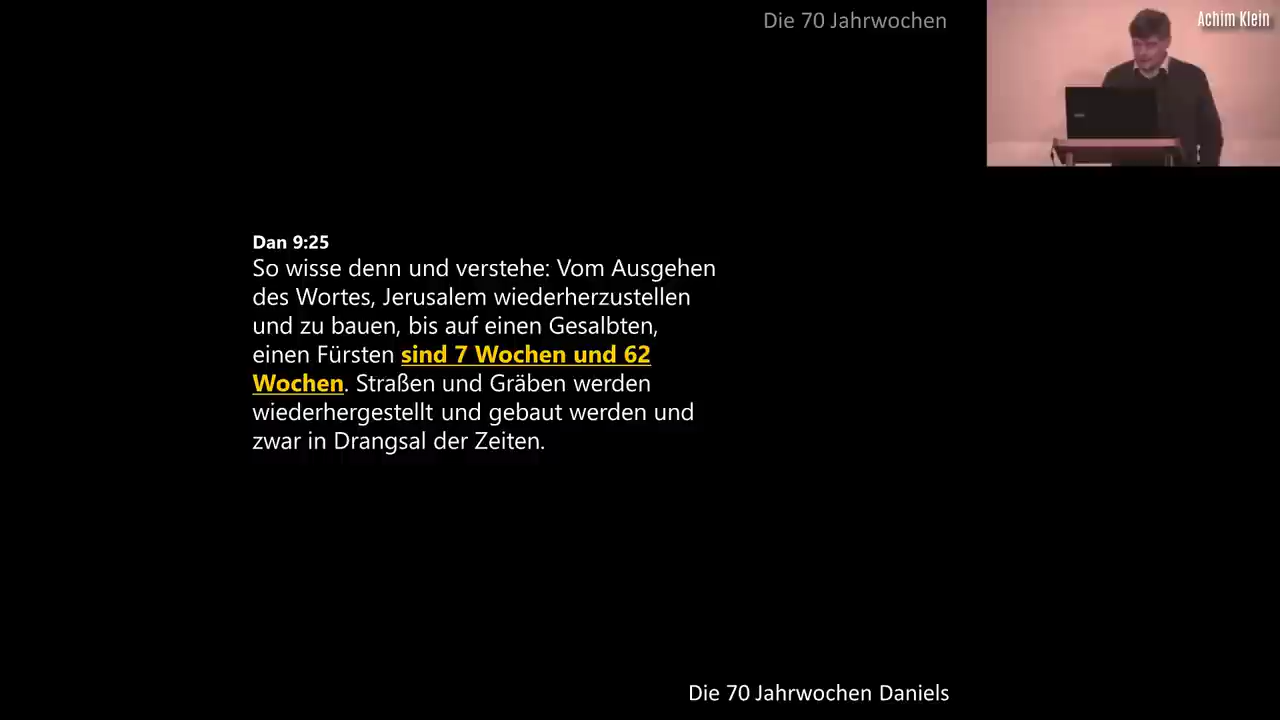 Die 70 Jahrwochen
Achim Klein
Dan 9:25
So wisse denn und verstehe: Vom Ausgehen
des Wortes, Jerusalem wiederherzustellen
und zu bauen, bis auf einen Gesalbten,
einen Fürsten sind 7 Wochen und 62
Wochen. Straßen und Gräben werden
wiederhergestellt und gebaut werden und
zwar in Drangsal der Zeiten.
Die 70 Jahrwochen Daniels